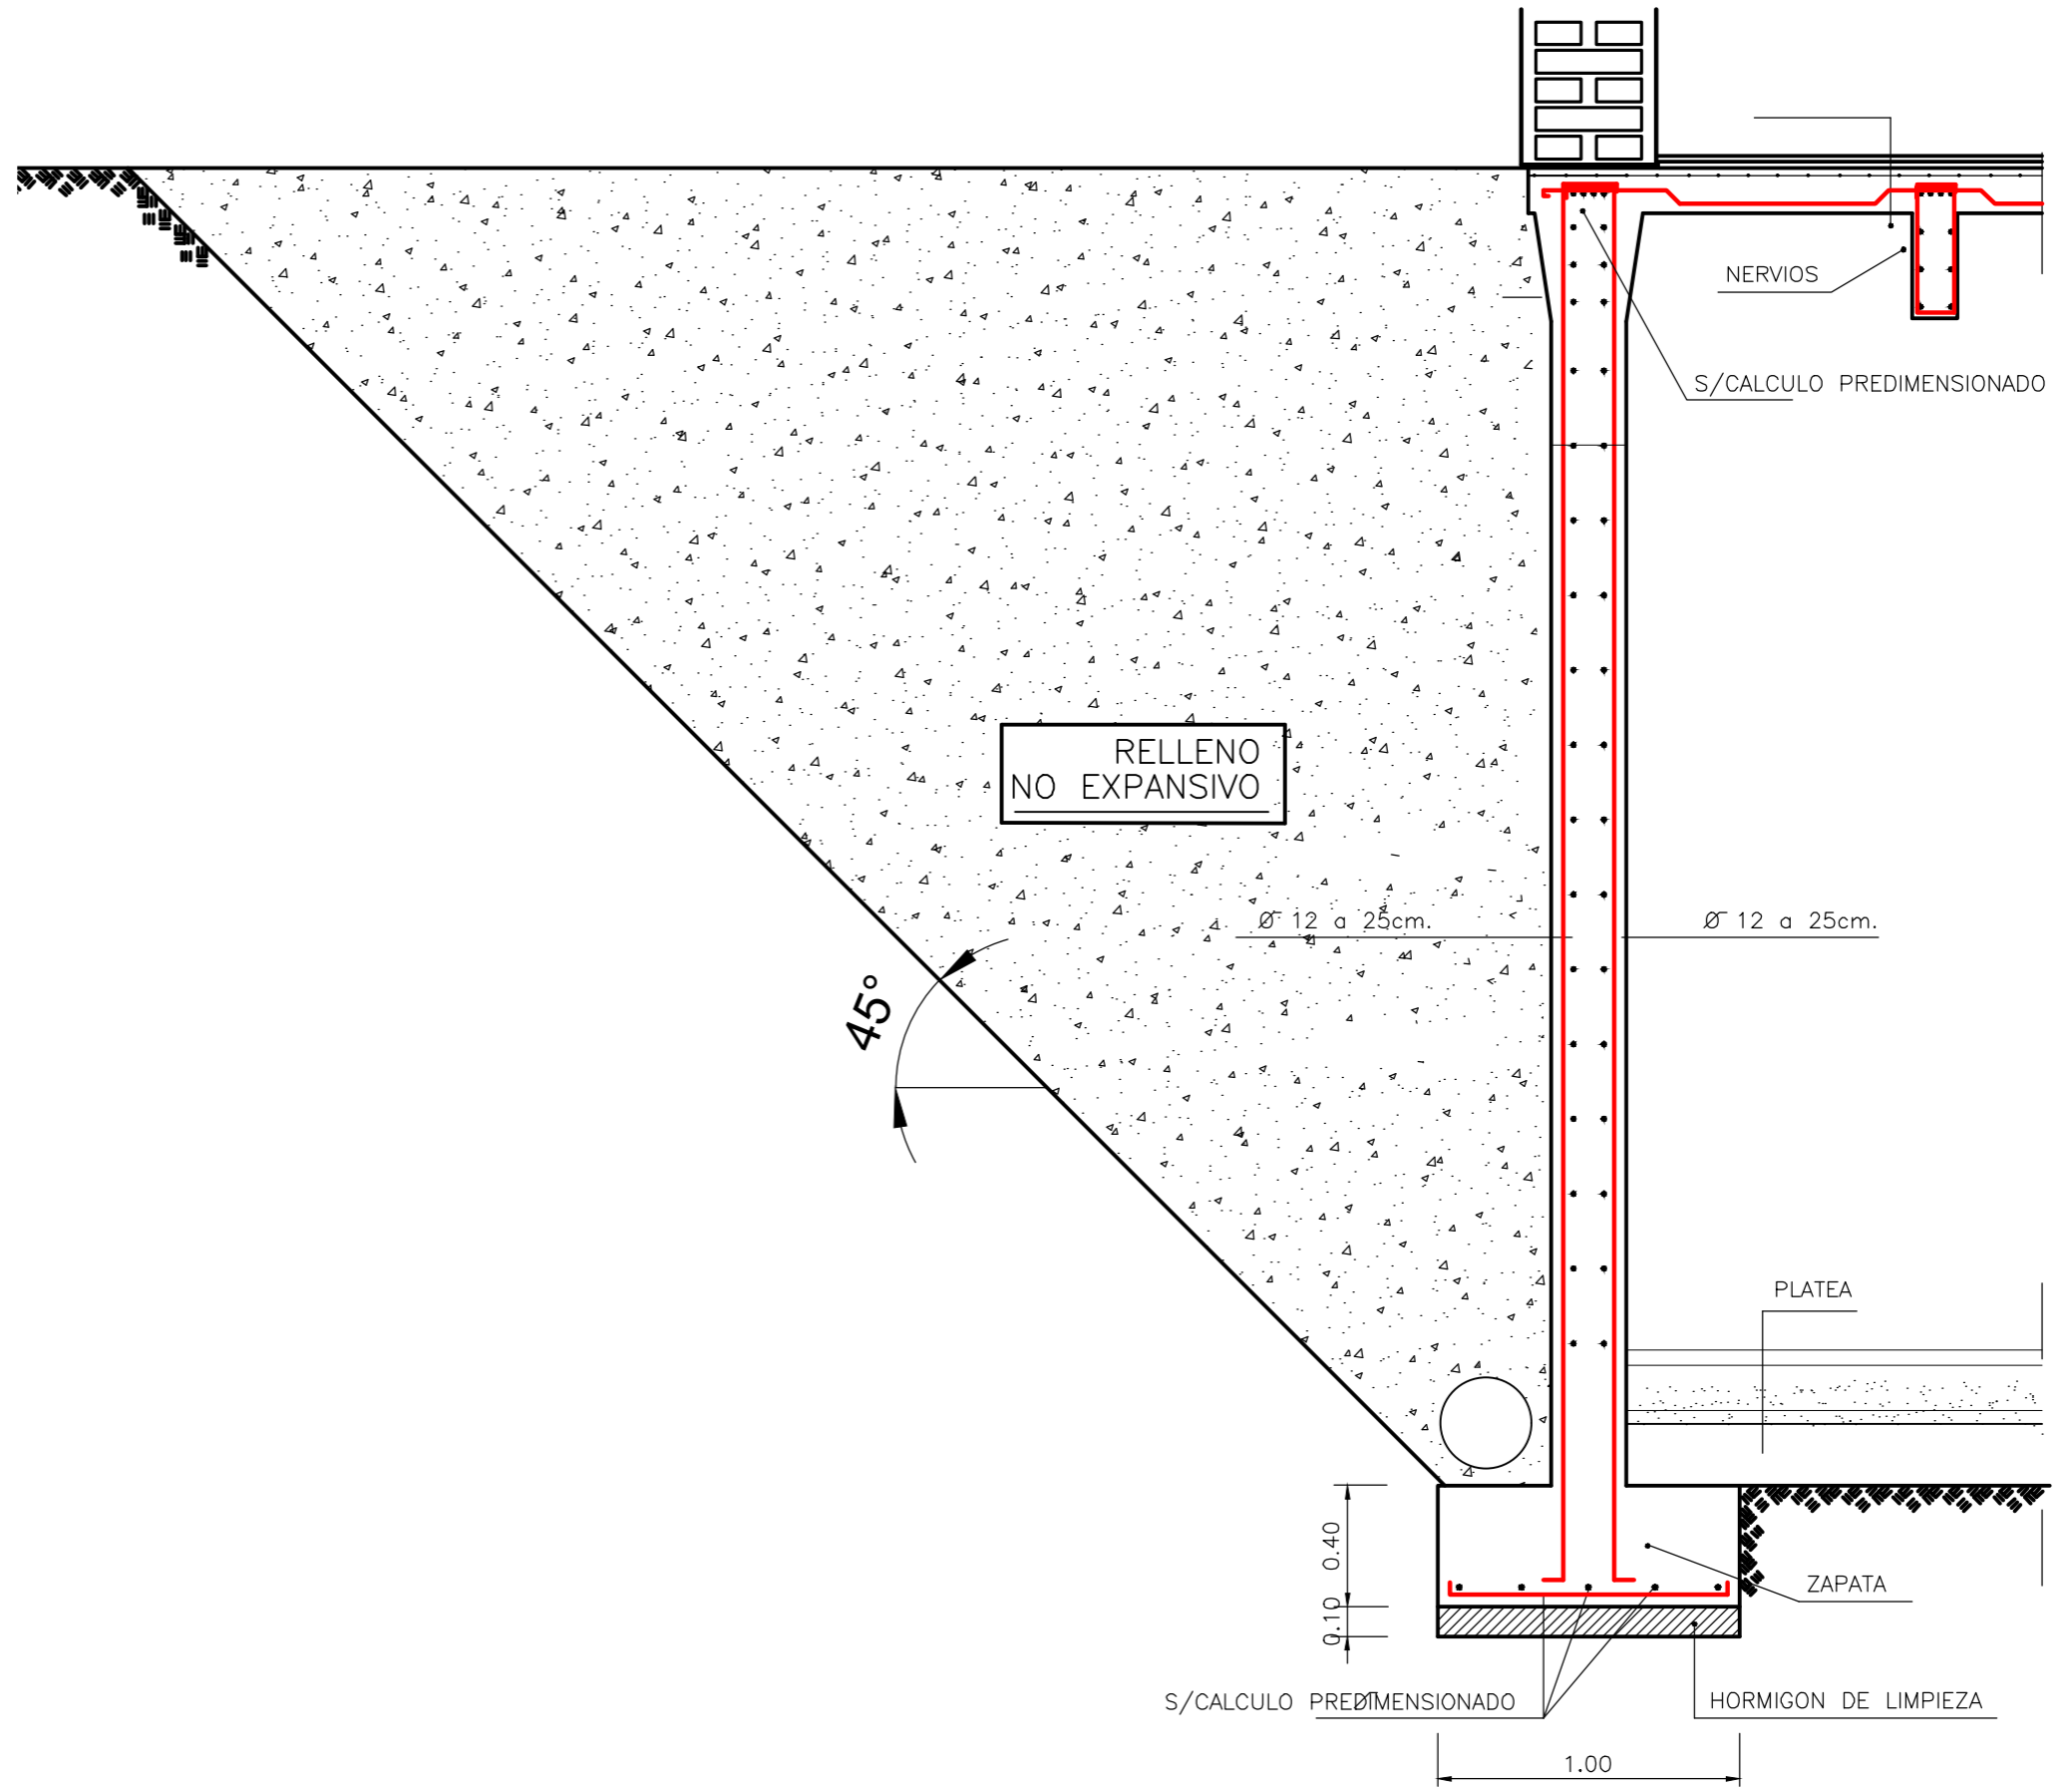 NERVIOS
S/CALCULO PREDIMENSIONADO
RELLENO
NO EXPANSIVO
Ø 12 a 25cm.
Ø 12 a 25cm.
45°
PLATEA
0.40
ZAPATA
0.10
S/CALCULO PREDIMENSIONADO
HORMIGON DE LIMPIEZA
1.00